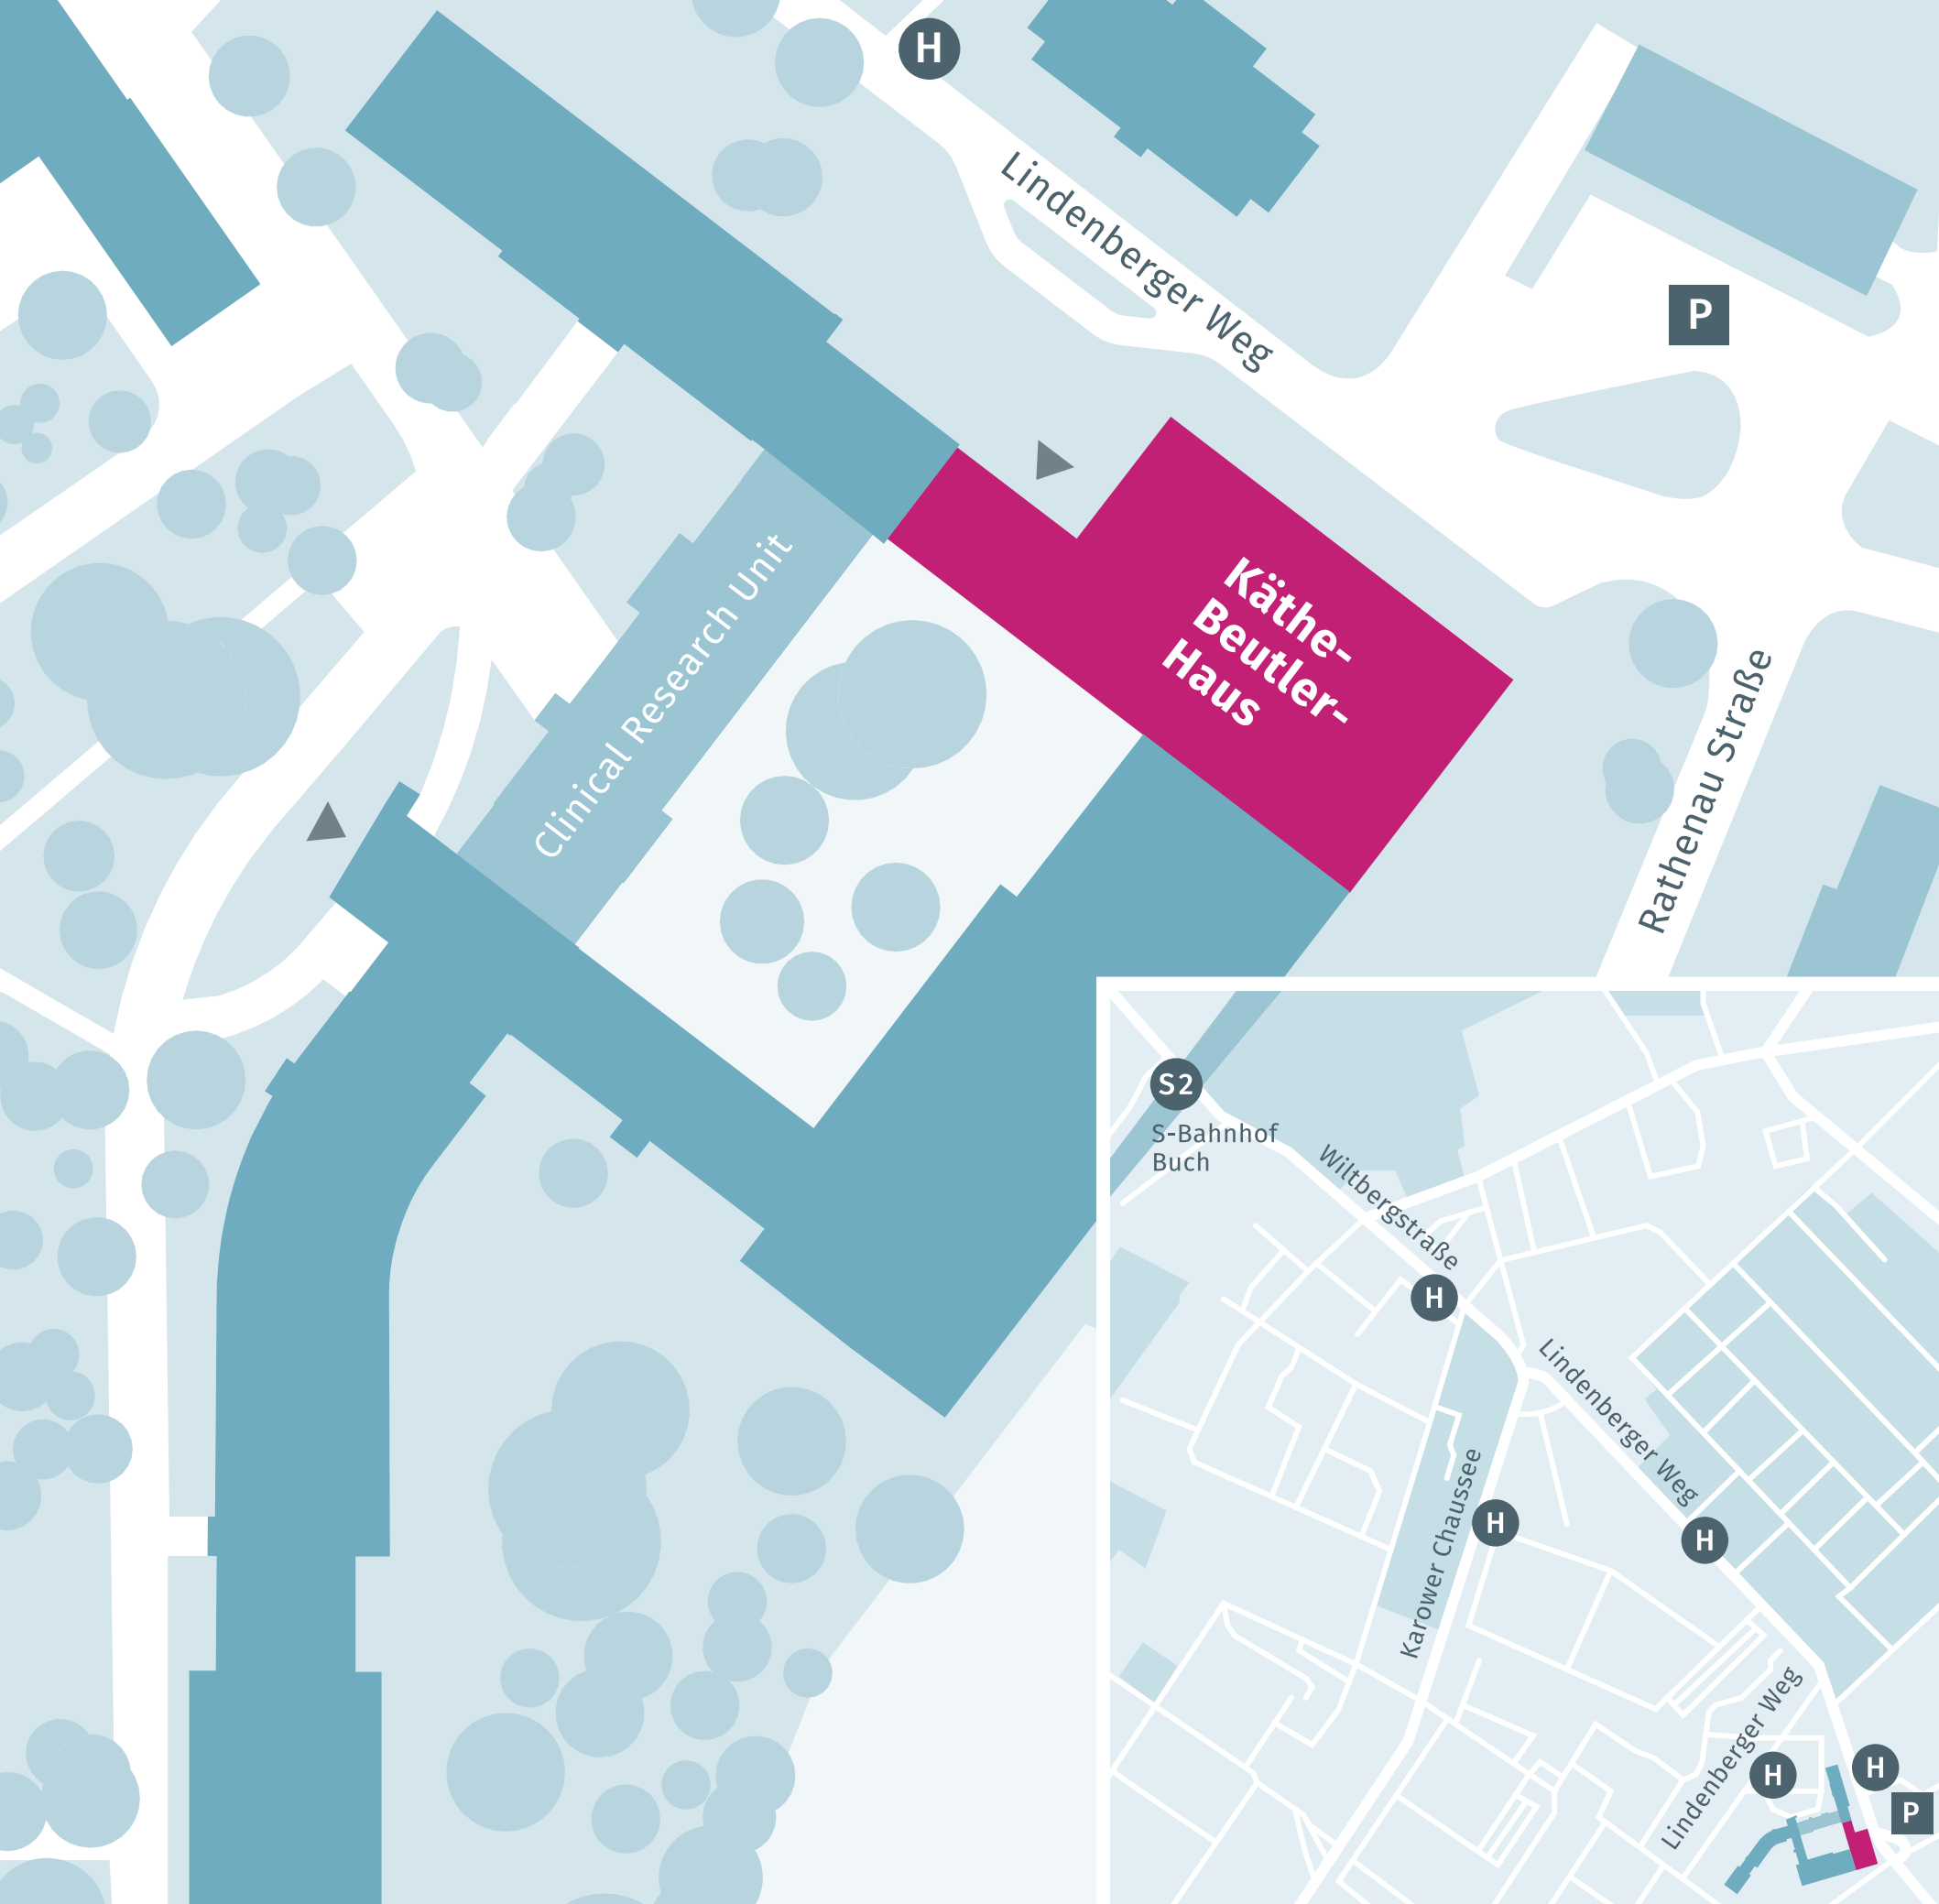 H
Lindenberger Weg
P
Käthe-
Beutler-
Haus
Clinical Research Unit
Rathenau Straße
S2
S-Bahnhof
Buch
Wiltbergstraße
H
Lindenberger Weg
Karower Chaussee
H
H
Lindenberger Weg
H
H
P